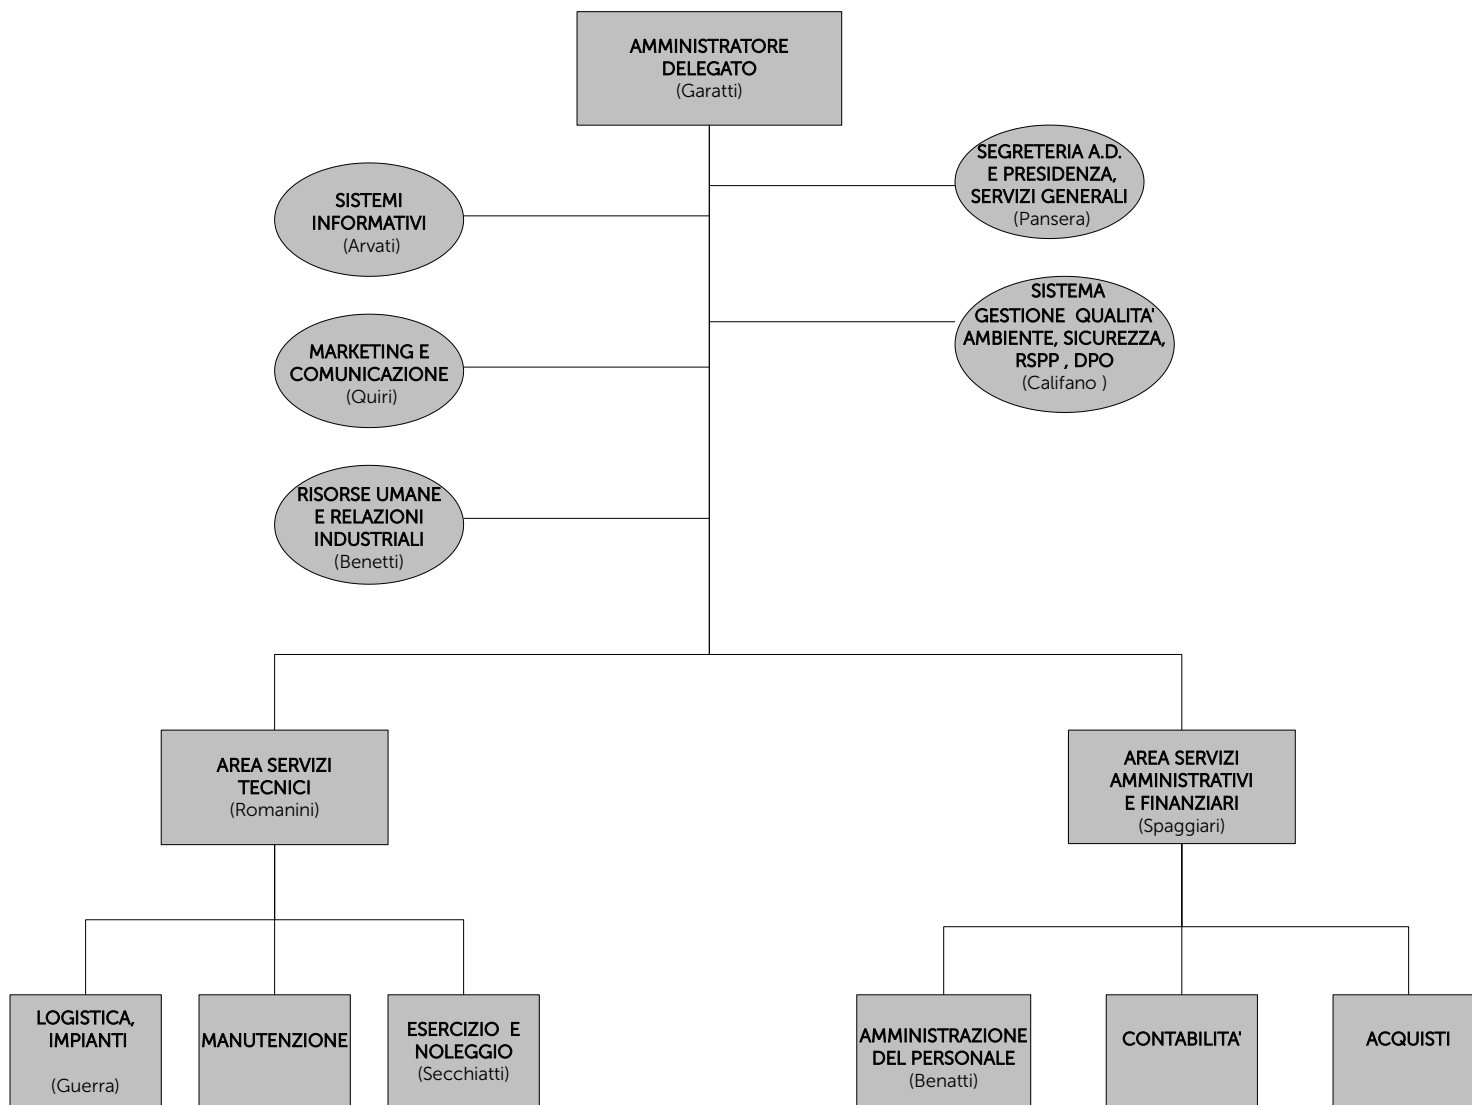 AMMINISTRATORE
DELEGATO
(Garatti)
SEGRETERIA A.D.
E PRESIDENZA,
SERVIZI GENERALI
(Pansera)
SISTEMI
INFORMATIVI
(Arvati)
SISTEMA
GESTIONE QUALITA'
AMBIENTE, SICUREZZA,
RSPP , DPO
(Califano )
MARKETING E
COMUNICAZIONE
(Quiri)
RISORSE UMANE
E RELAZIONI
INDUSTRIALI
(Benetti)
AREA SERVIZI
TECNICI
(Romanini)
AREA SERVIZI
AMMINISTRATIVI
E FINANZIARI
(Spaggiari)
LOGISTICA,
IMPIANTI
(Guerra)
MANUTENZIONE
ESERCIZIO E
NOLEGGIO
(Secchiatti)
AMMINISTRAZIONE
DEL PERSONALE
(Benatti)
CONTABILITA'
ACQUISTI